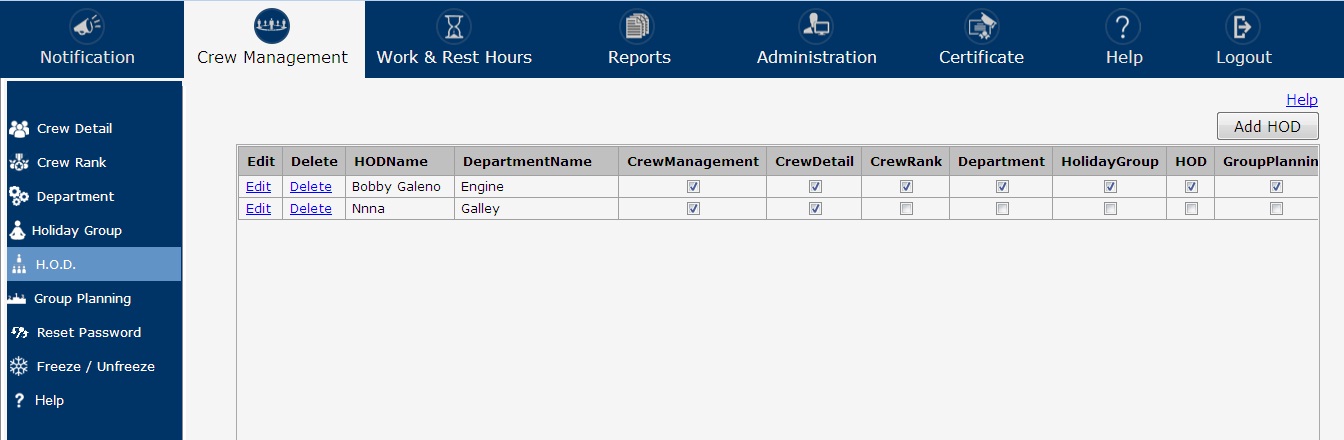 Notification Crew Management Work & Rest Hours Reports Administration Certificate Help Logout
Crew Detail
Crew Rank
Department
Holiday Group
H.O.D.
Group Planning
Reset Password
Freeze / Unfreeze
Help
Help
Add HOD
Edit Delete HODName DepartmentName CrewManagement CrewDetail CrewRank Department HolidayGroup HOD GroupPlannin
Edit Delete Bobby Galeno Engine
Edit Delete Nnna Galley